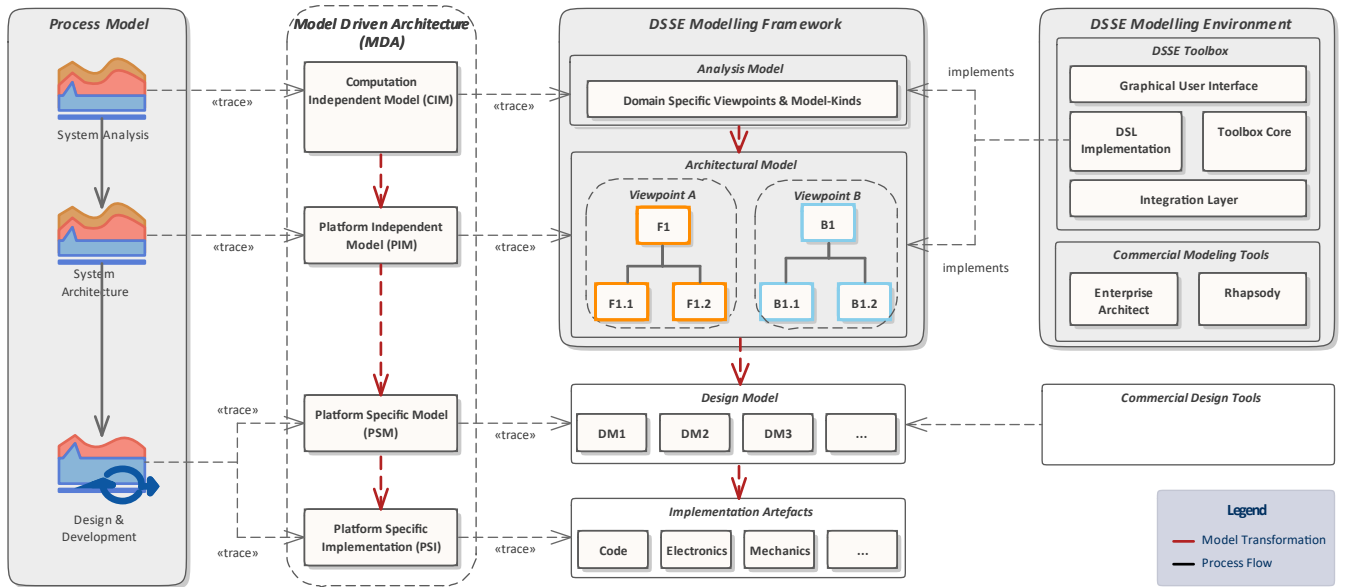 Process Model
System Analysis
System
Architecture
Design &
Development
«trace»
«trace»
«trace»
«trace»
Model Driven Architecture
(MDA)
Computation
Independent Model (CIM)
Platform Independent
Model (PIM)
Platform Specific Model
(PSM)
Platform Specific
Implementation (PSI)
«trace»
«trace»
«trace»
«trace»
DSSE Modelling Framework
Analysis Model
Domain Specific Viewpoints & Model-Kinds
Architectural Model
Viewpoint A
F1
F1.1
F1.2
Viewpoint B
B1
B1.1
B1.2
Design Model
DM1
DM2
DM3
...
Implementation Artefacts
Code
Electronics
Mechanics
...
implements
implements
DSSE Modelling Environment
DSSE Toolbox
Graphical User Interface
DSL
Implementation
Toolbox Core
Integration Layer
Commercial Modeling Tools
Enterprise
Architect
Rhapsody
Commercial Design Tools
Legend
Model Transformation
Process Flow